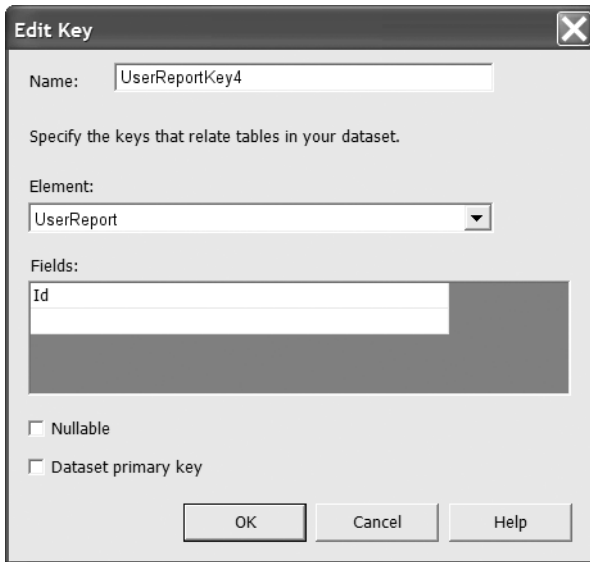 Edit Key
Name: UserReportKey4
Specify the keys that relate tables in your dataset.
Element:
UserReport
Fields:
Id
Nullable
Dataset primary key
OK Cancel Help